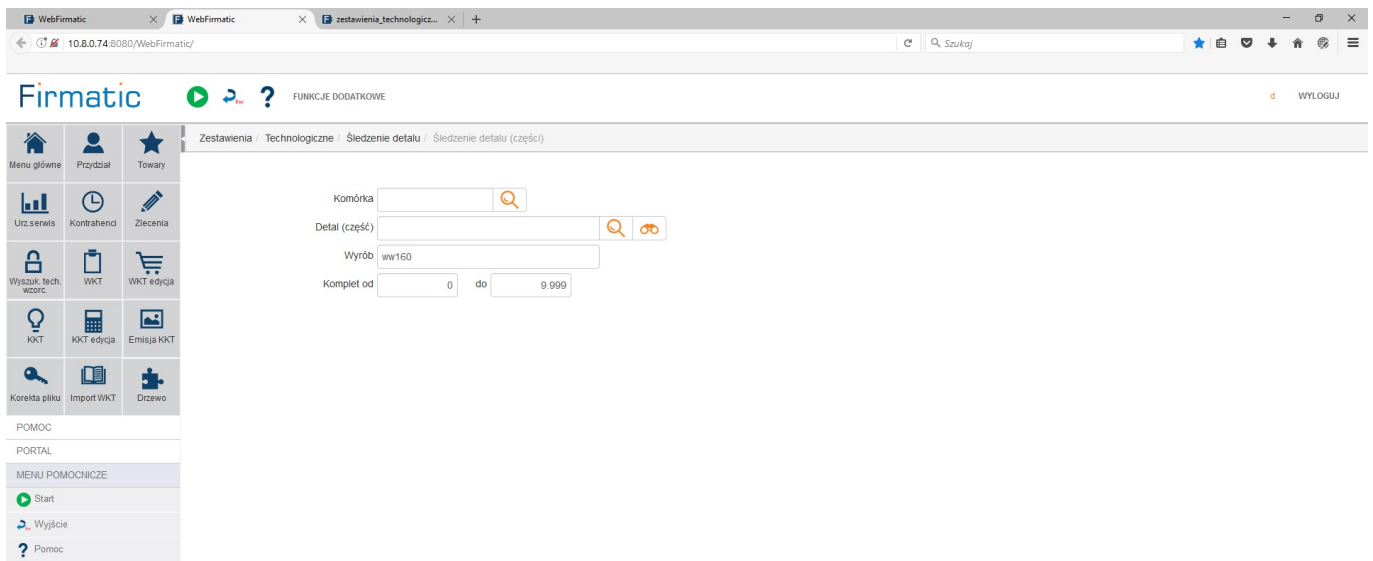 WebFirmatic WebFirmatic zestawienia_technologicz...
10.8.0.74:8080/WebFirmatic/ Szukaj
Firmatic Esc FUNKCJE DODATKOWE d WYLOGUJ
Zestawienia / Technologiczne / Śledzenie detalu / Śledzenie detalu (części)
Menu główne Przydział Towary
Urz.serwis Kontrahenci Zlecenia
Wyszuk. tech. wzorc. WKT WKT edycja
KKT KKT edycja Emisja KKT
Korekta pliku Import WKT Drzewo
POMOC
PORTAL
MENU POMOCNICZE
Start
Wyjście
Pomoc
Komórka
Detal (część)
Wyrób ww160
Komplet od 0 do 9.999